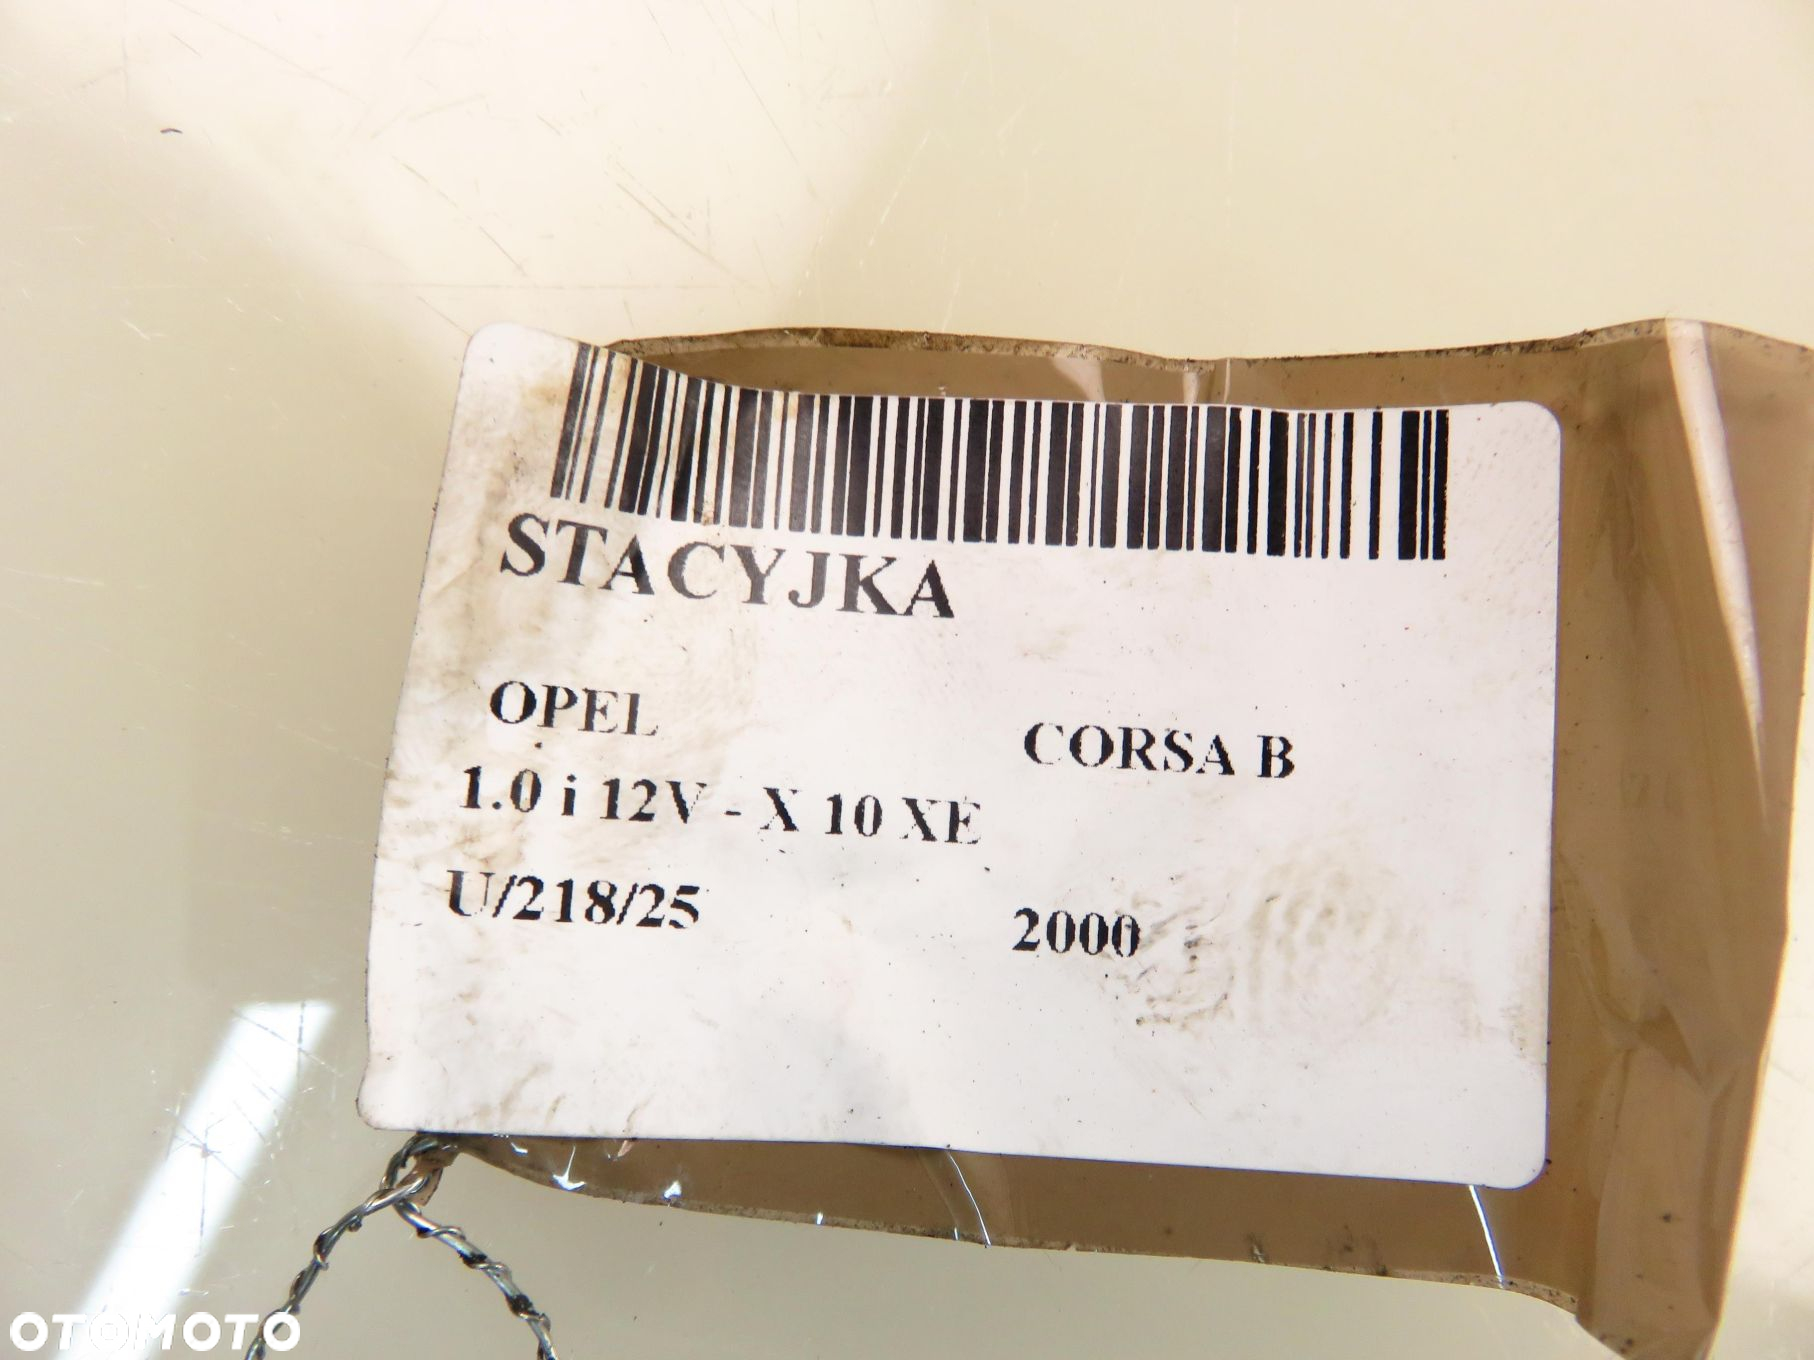 STACYJKA
OPEL CORSA B
1.0 i 12V - X 10 XE
U/218/25 2000
OTOMOTO